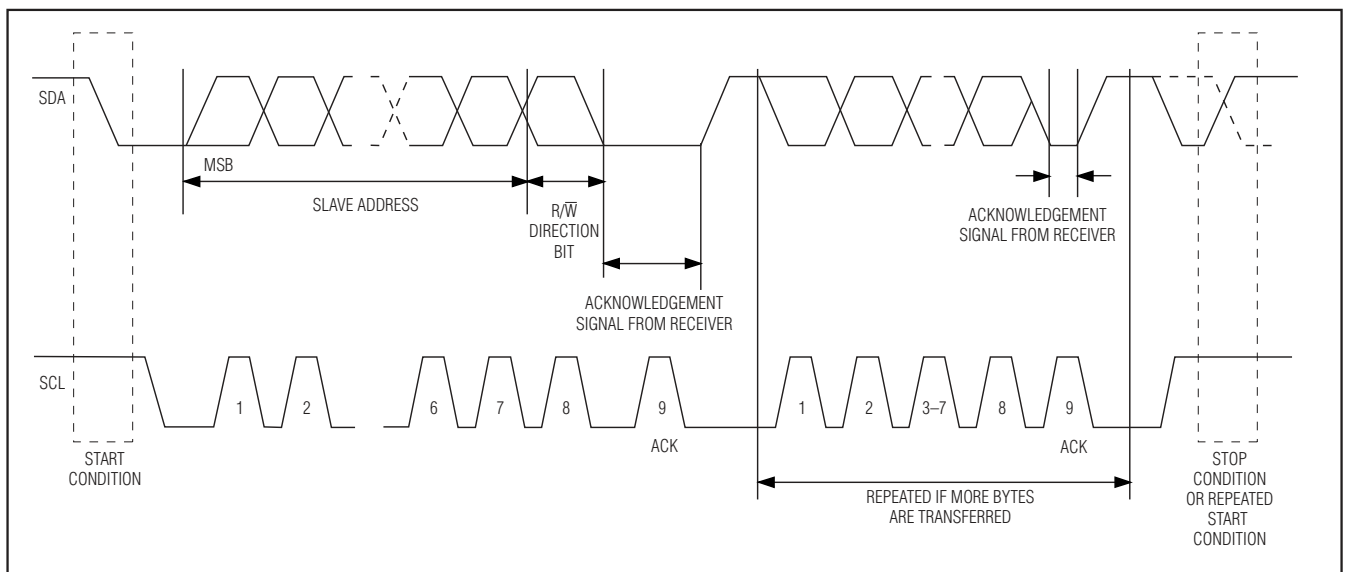 SDA
MSB
SLAVE ADDRESS
R/W̅
DIRECTION
BIT
ACKNOWLEDGEMENT
SIGNAL FROM RECEIVER
ACKNOWLEDGEMENT
SIGNAL FROM RECEIVER
SCL
1 2 6 7 8 9 1 2 3–7 8 9
ACK ACK
START
CONDITION
REPEATED IF MORE BYTES
ARE TRANSFERRED
STOP
CONDITION
OR REPEATED
START
CONDITION